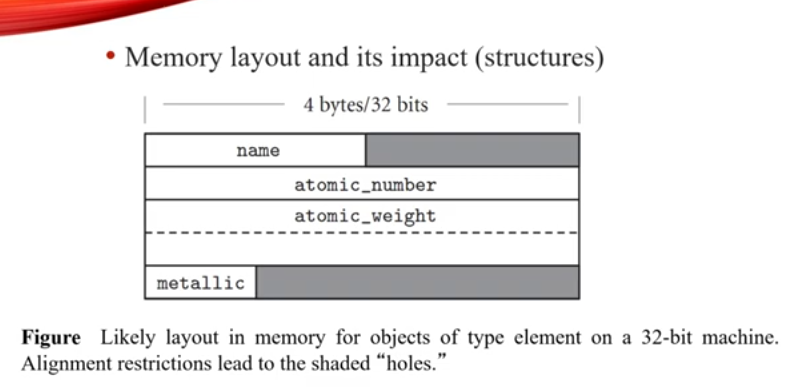 • Memory layout and its impact (structures)
4 bytes/32 bits
name
atomic_number
atomic_weight
metallic
Figure Likely layout in memory for objects of type element on a 32-bit machine.
Alignment restrictions lead to the shaded “holes.”